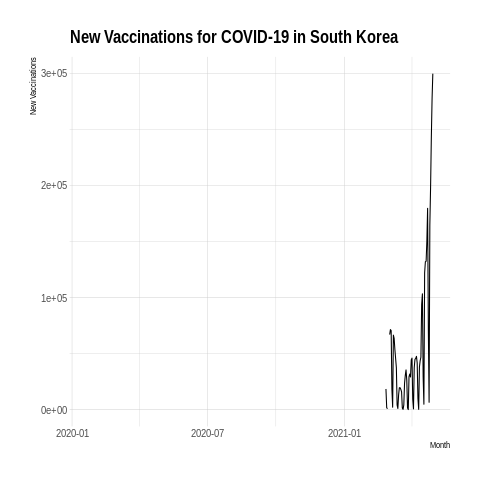 New Vaccinations for COVID-19 in South Korea
New Vaccinations
3e+05
2e+05
1e+05
0e+00
2020-01
2020-07
2021-01
Month